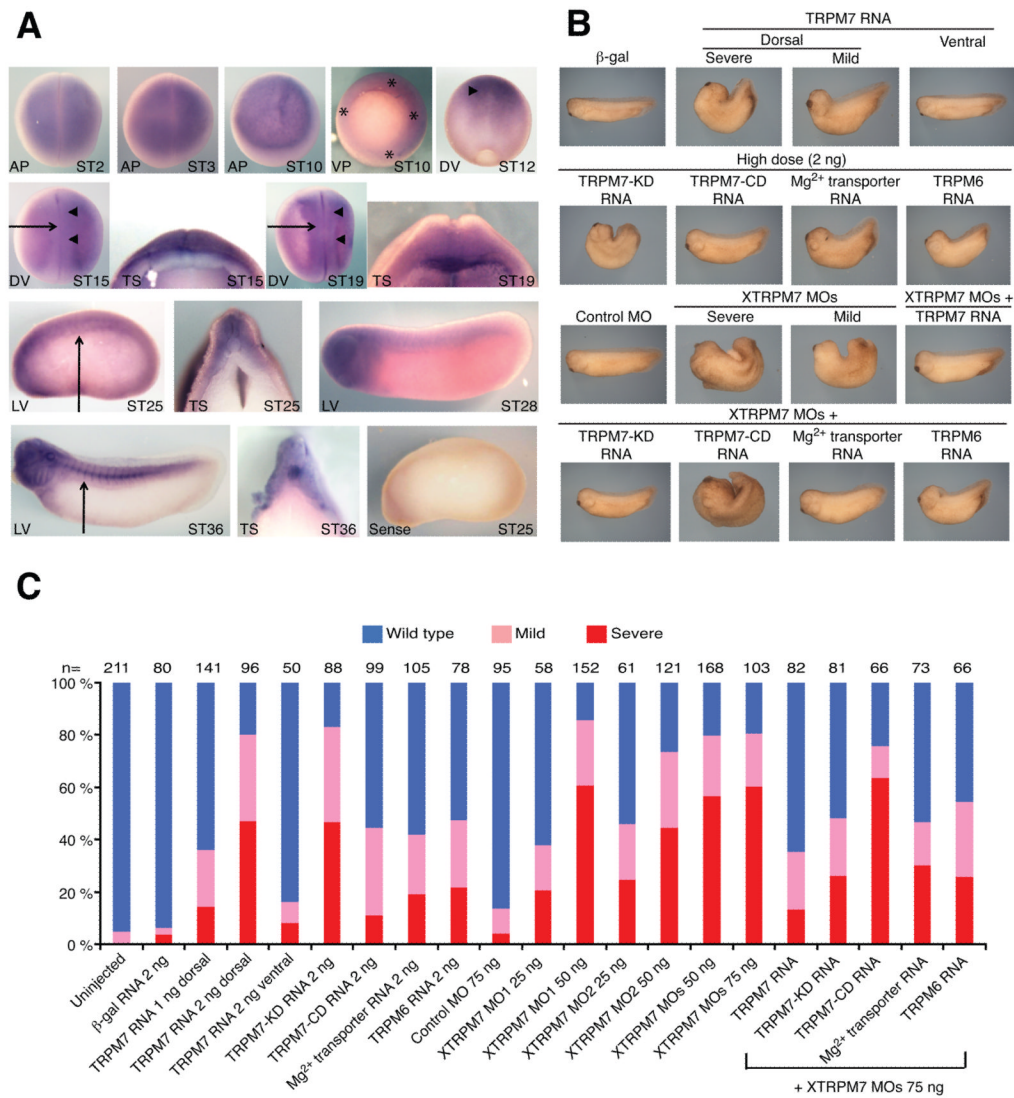 A
AP ST2
AP ST3
AP ST10
VP ST10
DV ST12
DV ST15
TS ST15
DV ST19
TS ST19
LV ST25
TS ST25
LV ST28
LV ST36
TS ST36
Sense ST25
B
TRPM7 RNA
Dorsal
β-gal Severe Mild Ventral
High dose (2 ng)
TRPM7-KD RNA
TRPM7-CD RNA
Mg2+ transporter RNA
TRPM6 RNA
XTRPM7 MOs
XTRPM7 MOs +
Control MO Severe Mild TRPM7 RNA
XTRPM7 MOs +
TRPM7-KD RNA
TRPM7-CD RNA
Mg2+ transporter RNA
TRPM6 RNA
C
Wild type Mild Severe
n= 211 80 141 96 50 88 99 105 78 95 58 152 61 121 168 103 82 81 66 73 66
100 %
80 %
60 %
40 %
20 %
0 %
Uninjected
β-gal RNA 2 ng
TRPM7 RNA 1 ng dorsal
TRPM7 RNA 2 ng dorsal
TRPM7 RNA 2 ng ventral
TRPM7-KD RNA 2 ng
TRPM7-CD RNA 2 ng
Mg2+ transporter RNA 2 ng
TRPM6 RNA 2 ng
Control MO 75 ng
XTRPM7 MO1 25 ng
XTRPM7 MO1 50 ng
XTRPM7 MO2 25 ng
XTRPM7 MO2 50 ng
XTRPM7 MOs 50 ng
XTRPM7 MOs 75 ng
TRPM7 RNA
TRPM7-KD RNA
TRPM7-CD RNA
Mg2+ transporter RNA
TRPM6 RNA
+ XTRPM7 MOs 75 ng